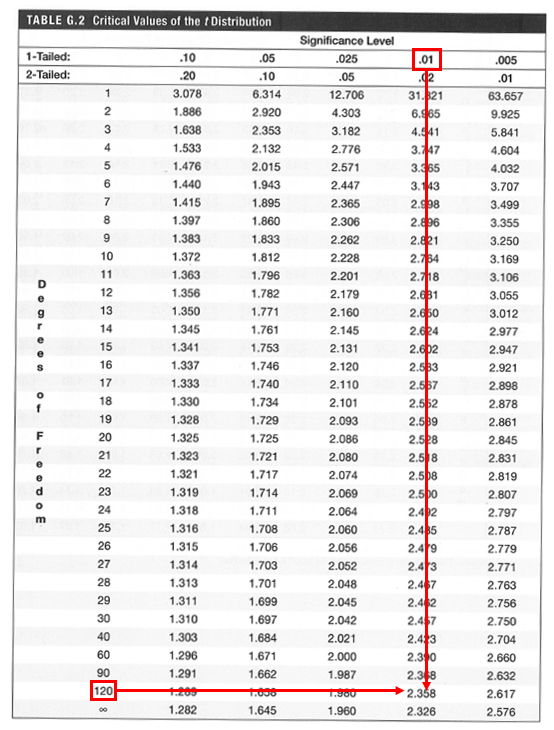 TABLE G.2 Critical Values of the t Distribution
Significance Level
1-Tailed: .10 .05 .025 .01 .005
2-Tailed: .20 .10 .05 .02 .01
Degrees of Freedom
1 3.078 6.314 12.706 31.821 63.657
2 1.886 2.920 4.303 6.965 9.925
3 1.638 2.353 3.182 4.541 5.841
4 1.533 2.132 2.776 3.747 4.604
5 1.476 2.015 2.571 3.365 4.032
6 1.440 1.943 2.447 3.143 3.707
7 1.415 1.895 2.365 2.998 3.499
8 1.397 1.860 2.306 2.896 3.355
9 1.383 1.833 2.262 2.821 3.250
10 1.372 1.812 2.228 2.764 3.169
11 1.363 1.796 2.201 2.718 3.106
12 1.356 1.782 2.179 2.681 3.055
13 1.350 1.771 2.160 2.650 3.012
14 1.345 1.761 2.145 2.624 2.977
15 1.341 1.753 2.131 2.602 2.947
16 1.337 1.746 2.120 2.583 2.921
17 1.333 1.740 2.110 2.567 2.898
18 1.330 1.734 2.101 2.552 2.878
19 1.328 1.729 2.093 2.539 2.861
20 1.325 1.725 2.086 2.528 2.845
21 1.323 1.721 2.080 2.518 2.831
22 1.321 1.717 2.074 2.508 2.819
23 1.319 1.714 2.069 2.500 2.807
24 1.318 1.711 2.064 2.492 2.797
25 1.316 1.708 2.060 2.485 2.787
26 1.315 1.706 2.056 2.479 2.779
27 1.314 1.703 2.052 2.473 2.771
28 1.313 1.701 2.048 2.467 2.763
29 1.311 1.699 2.045 2.462 2.756
30 1.310 1.697 2.042 2.457 2.750
40 1.303 1.684 2.021 2.423 2.704
60 1.296 1.671 2.000 2.390 2.660
90 1.291 1.662 1.987 2.368 2.632
120 1.289 1.658 1.980 2.358 2.617
∞ 1.282 1.645 1.960 2.326 2.576